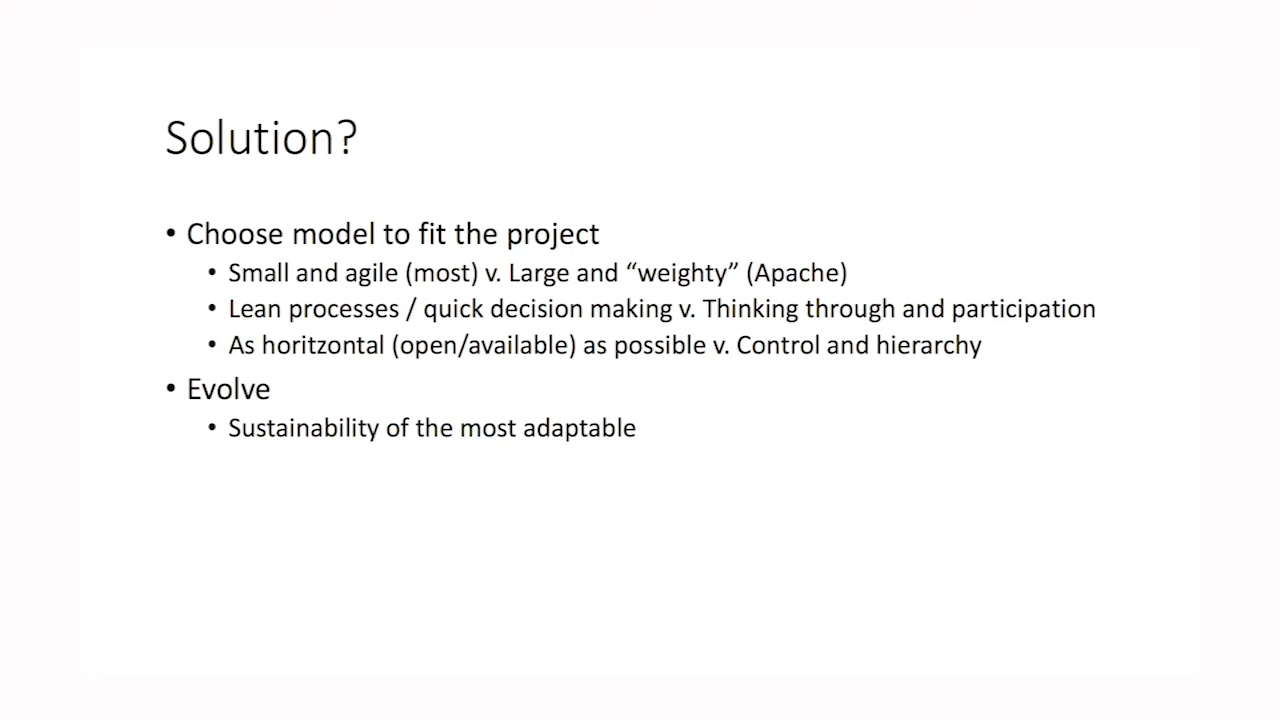 Solution?
• Choose model to fit the project
• Small and agile (most) v. Large and “weighty” (Apache)
• Lean processes / quick decision making v. Thinking through and participation
• As horitzontal (open/available) as possible v. Control and hierarchy
• Evolve
• Sustainability of the most adaptable